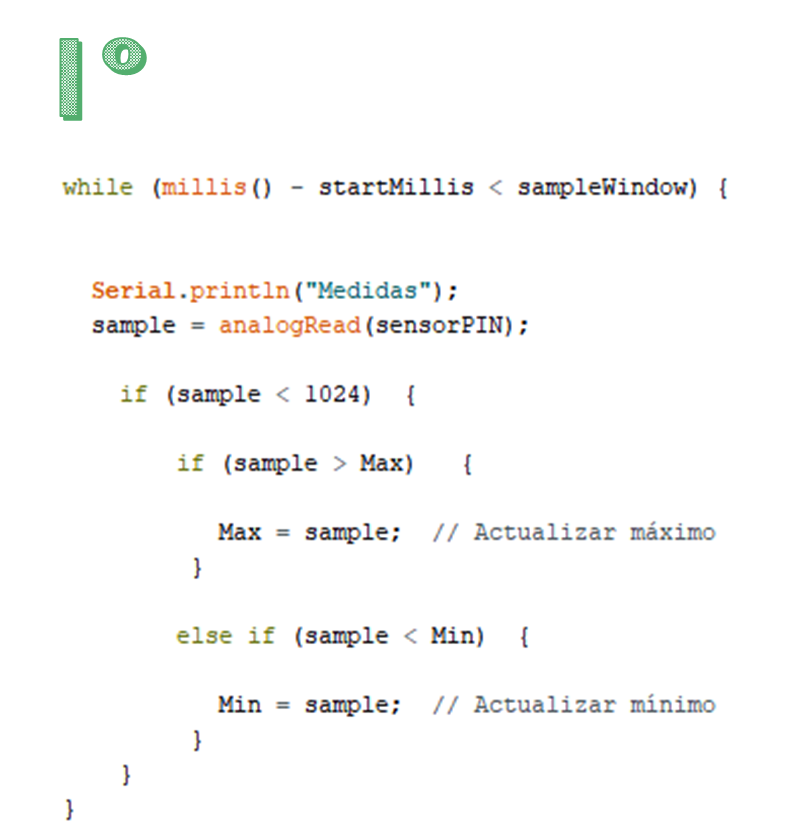 1º
while (millis() - startMillis < sampleWindow) {
Serial.println("Medidas");
sample = analogRead(sensorPIN);
if (sample < 1024) {
if (sample > Max) {
Max = sample; // Actualizar máximo
}
else if (sample < Min) {
Min = sample; // Actualizar mínimo
}
}
}